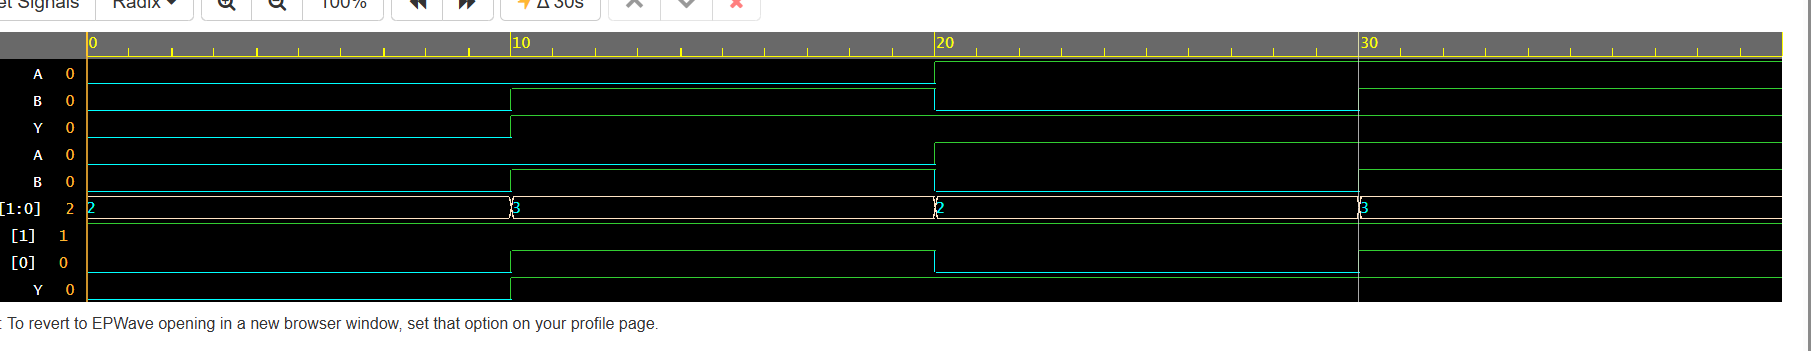 et Signals Radix 100% Δ 30s
0 10 20 30
A 0
B 0
Y 0
A 0
B 0
[1:0] 2 2 3 2 3
[1] 1
[0] 0
Y 0
: To revert to EPWave opening in a new browser window, set that option on your profile page.